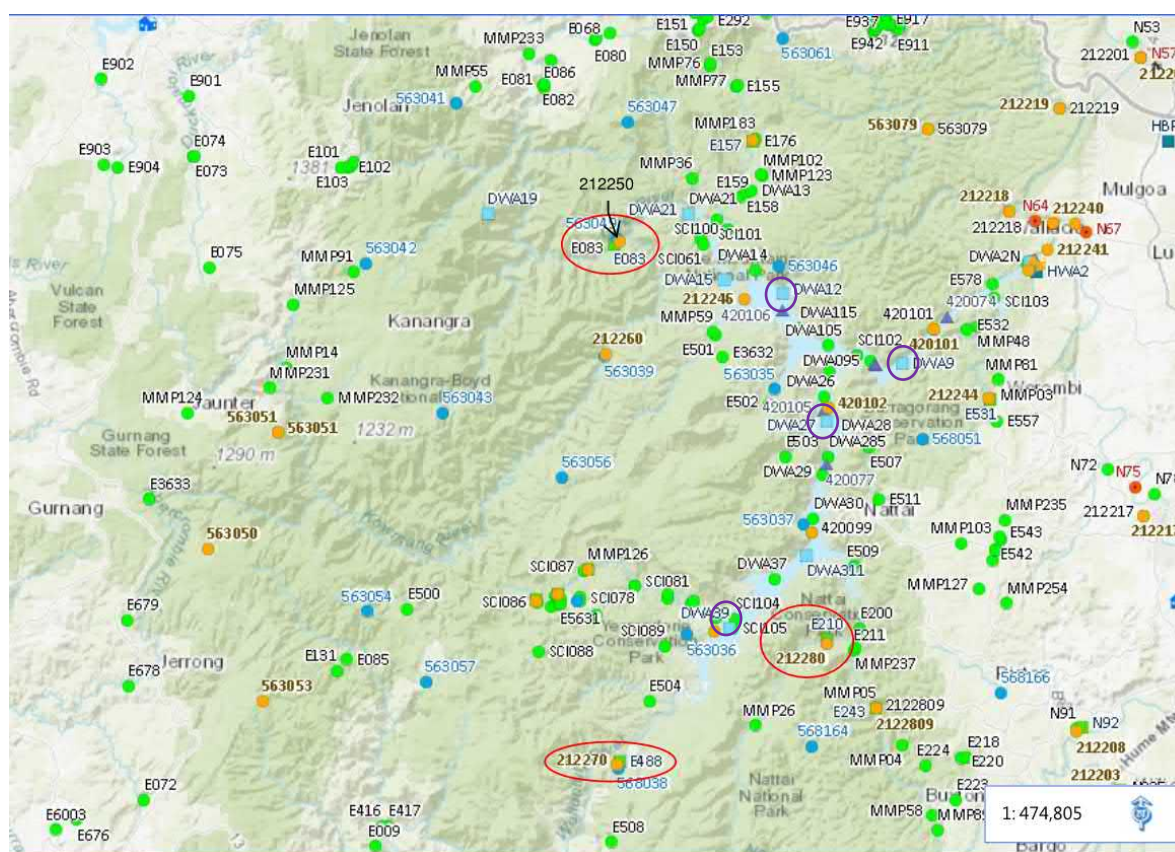 E151
E292
E937
E917
E068
E942
E911
N53
MMP233
E080
E150
E153
563061
212201
N57
Jenolan
State Forest
MMP76
E902
E901
MMP55
E081
E086
E082
MMP77
E155
563041
Jenolan
563047
212219
212219
MMP183
563079
563079
E074
E157
E176
E903
E904
E073
E101
1381
E102
E103
MMP36
MMP102
MMP123
212250
E159
Mulgoa
DWA19
DWA21
DWA21
DWA13
E158
212218
N64
212240
212218
N67
E083
E083
SCI100
SCI101
212241
E075
563042
SCI061
DWA14
DWA2N
MMP91
563046
E578
HWA2
Vulcan
State
Forest
DWA15
DWA12
MMP125
212246
420074
SCI103
Kanangra
420106
DWA115
420101
MMP59
DWA105
420101
E532
212260
SCI102
MMP48
E501
E3632
DWA095
DWA9
MMP14
563039
563035
MMP81
MMP231
Kanangra-Boyd
DWA26
Werombi
MMP124
Jaunter
MMP232
563043
E502
212244
MMP03
420105
420102
E531
563051
563051
1232 m
DWA27
DWA28
E557
Gurnang
State Forest
1290 m
E503
DWA285
568051
563056
E507
N72
N75
DWA29
420077
E3633
DWA30
E511
MMP235
Gurnang
563037
Nattai
212217
563050
420099
MMP103
E543
E542
MMP126
DWA311
E509
SCI087
SCI081
DWA37
MMP127
MMP254
563054
E500
SCI086
SCI078
Nattai
E679
E5631
DWA39
SCI104
E200
SCI089
SCI105
E210
E211
563036
212280
Jerrong
E131
E085
SCI088
Park
MMP237
E678
563057
563053
E504
568166
MMP05
MMP26
E243
2122809
2122809
N91
N92
568164
212208
212270
E488
MMP04
E224
E218
E220
568038
212203
E072
Nattai
National
Park
E223
E6003
E416
E417
MMP58
1: 474,805
E676
E009
E508
Bargo